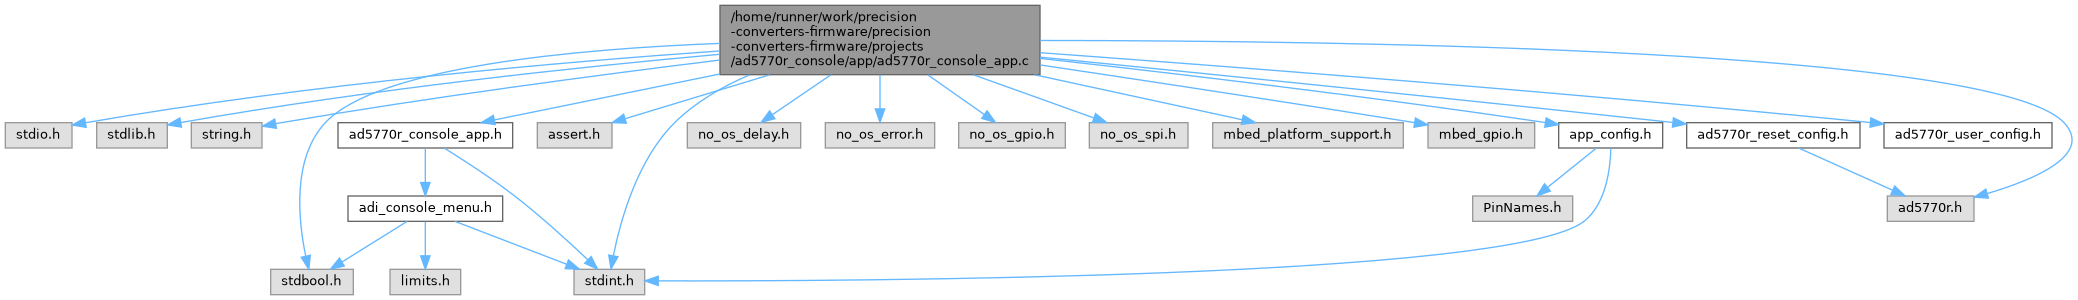 /home/runner/work/precision
-converters-firmware/precision
-converters-firmware/projects
/ad5770r_console/app/ad5770r_console_app.c
stdio.h
stdlib.h
string.h
ad5770r_console_app.h
assert.h
no_os_delay.h
no_os_error.h
no_os_gpio.h
no_os_spi.h
mbed_platform_support.h
mbed_gpio.h
app_config.h
ad5770r_reset_config.h
ad5770r_user_config.h
adi_console_menu.h
PinNames.h
ad5770r.h
stdbool.h
limits.h
stdint.h